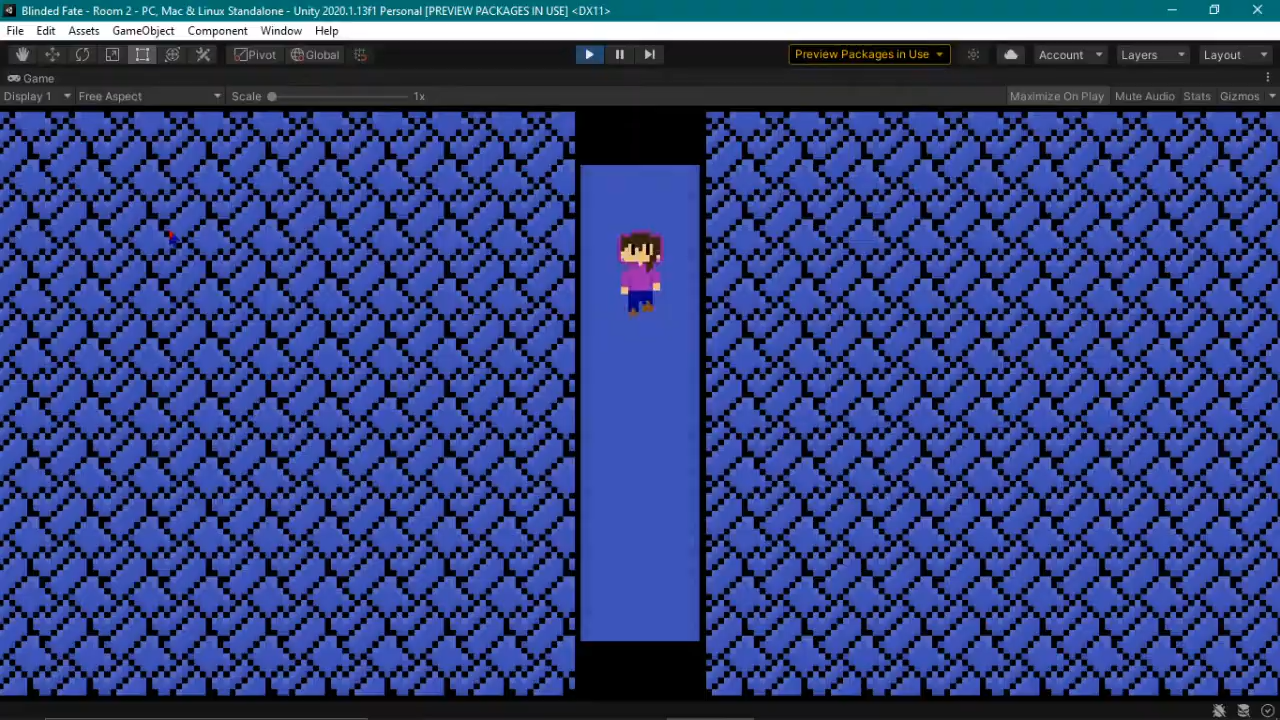 Blinded Fate - Room 2 - PC, Mac & Linux Standalone - Unity 2020.1.13f1 Personal [PREVIEW PACKAGES IN USE] <DX11>
File Edit Assets GameObject Component Window Help
Pivot Global Preview Packages in Use Account Layers Layout
Game
Display 1 Free Aspect Scale 1x Maximize On Play Mute Audio Stats Gizmos